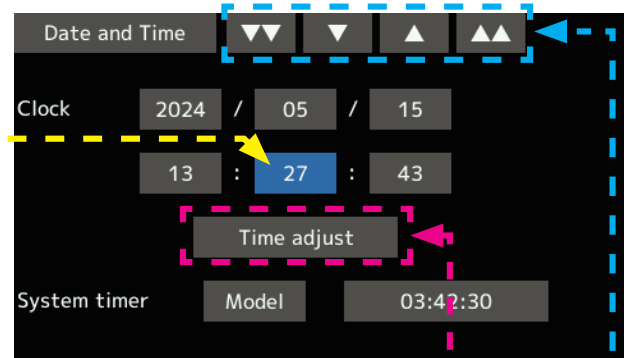 Date and Time ▼▼ ▼ ▲ ▲▲
Clock 2024 / 05 / 15
13 : 27 : 43
Time adjust
System timer Model 03:42:30